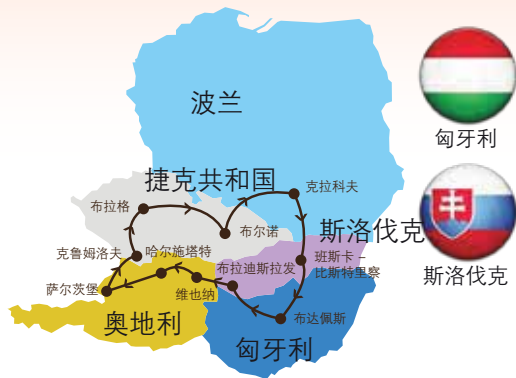 波兰
匈牙利
捷克共和国
克拉科夫
布拉格
斯洛伐克
布尔诺
克鲁姆洛夫
哈尔施塔特
班斯卡–
比斯特里察
布拉迪斯拉发
斯洛伐克
萨尔茨堡
维也纳
布达佩斯
奥地利
匈牙利